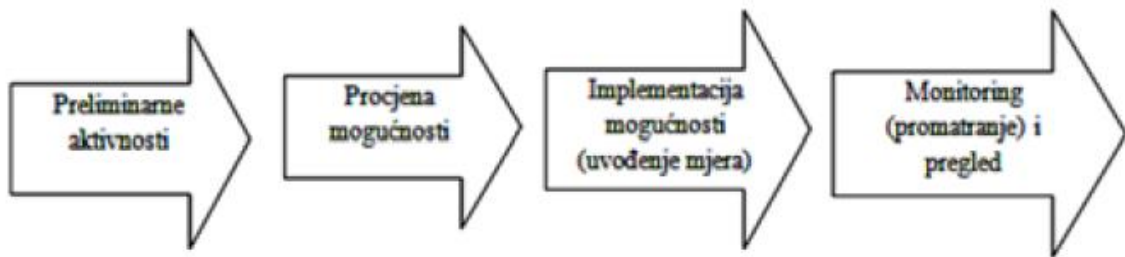 Preliminarne
aktivnosti
Procjena
mogućnosti
Implementacija
mogućnosti
(uvođenje mjera)
Monitoring
(promatranje) i
pregled